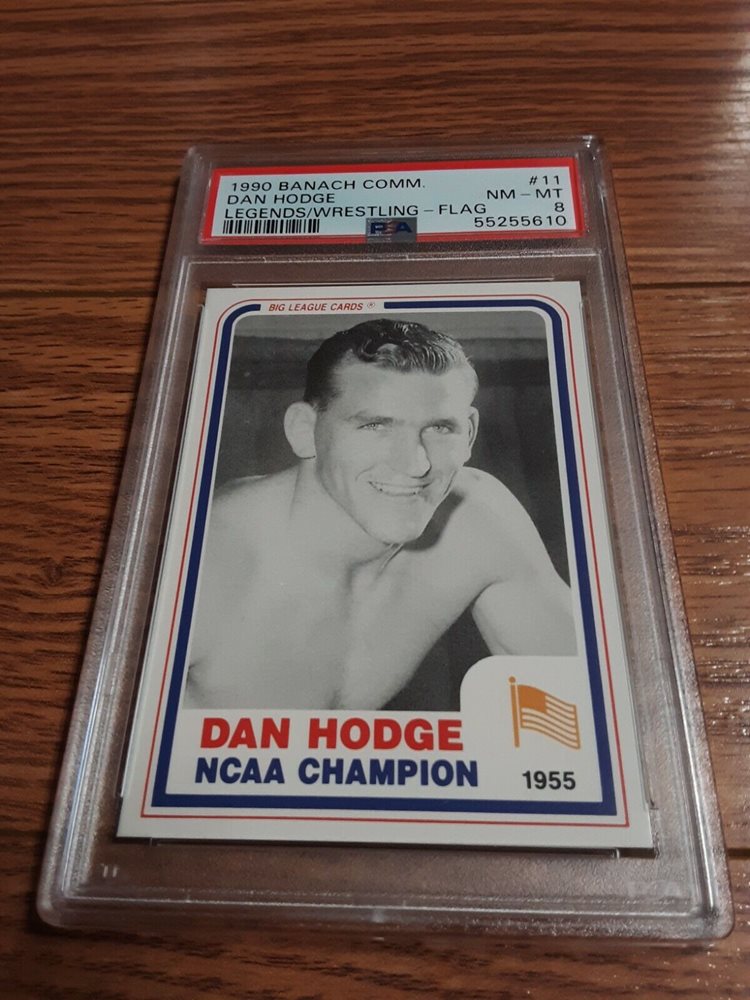 1990 BANACH COMM. #11
DAN HODGE NM-MT
LEGENDS/WRESTLING-FLAG 8
PSA 55255610
BIG LEAGUE CARDS ®
DAN HODGE
NCAA CHAMPION
1955